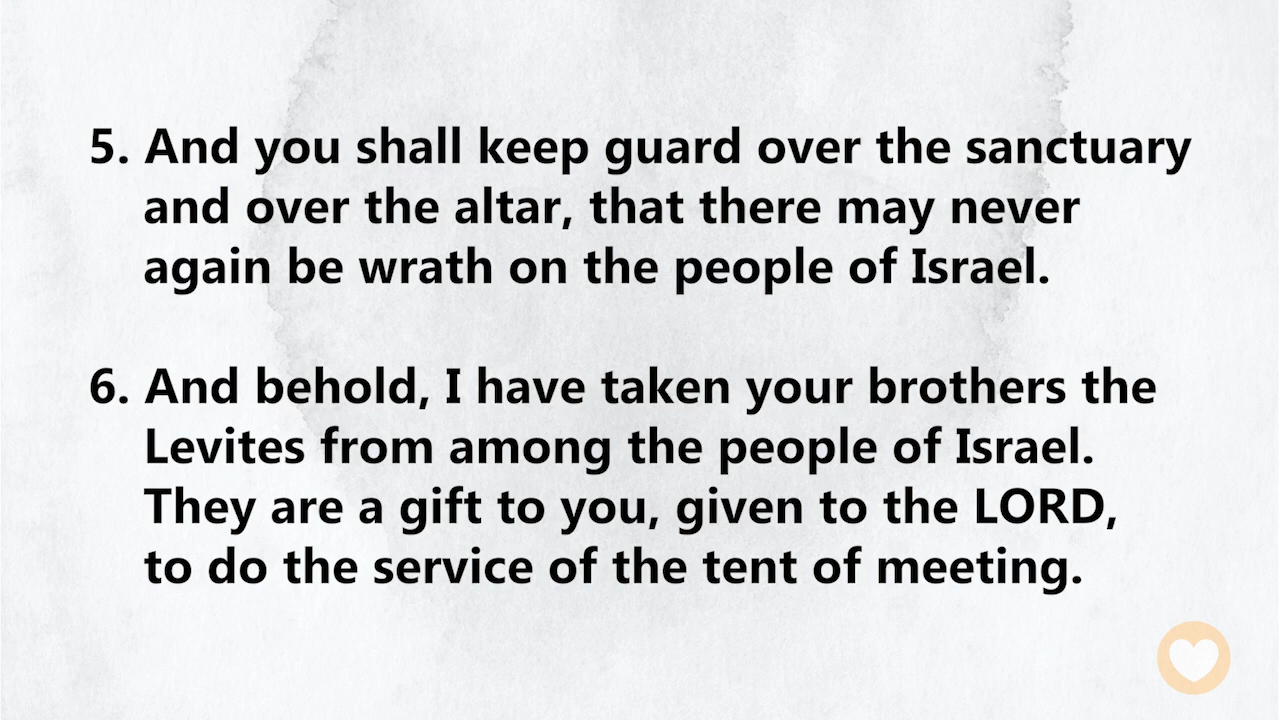 5. And you shall keep guard over the sanctuary
and over the altar, that there may never
again be wrath on the people of Israel.
6. And behold, I have taken your brothers the
Levites from among the people of Israel.
They are a gift to you, given to the LORD,
to do the service of the tent of meeting.